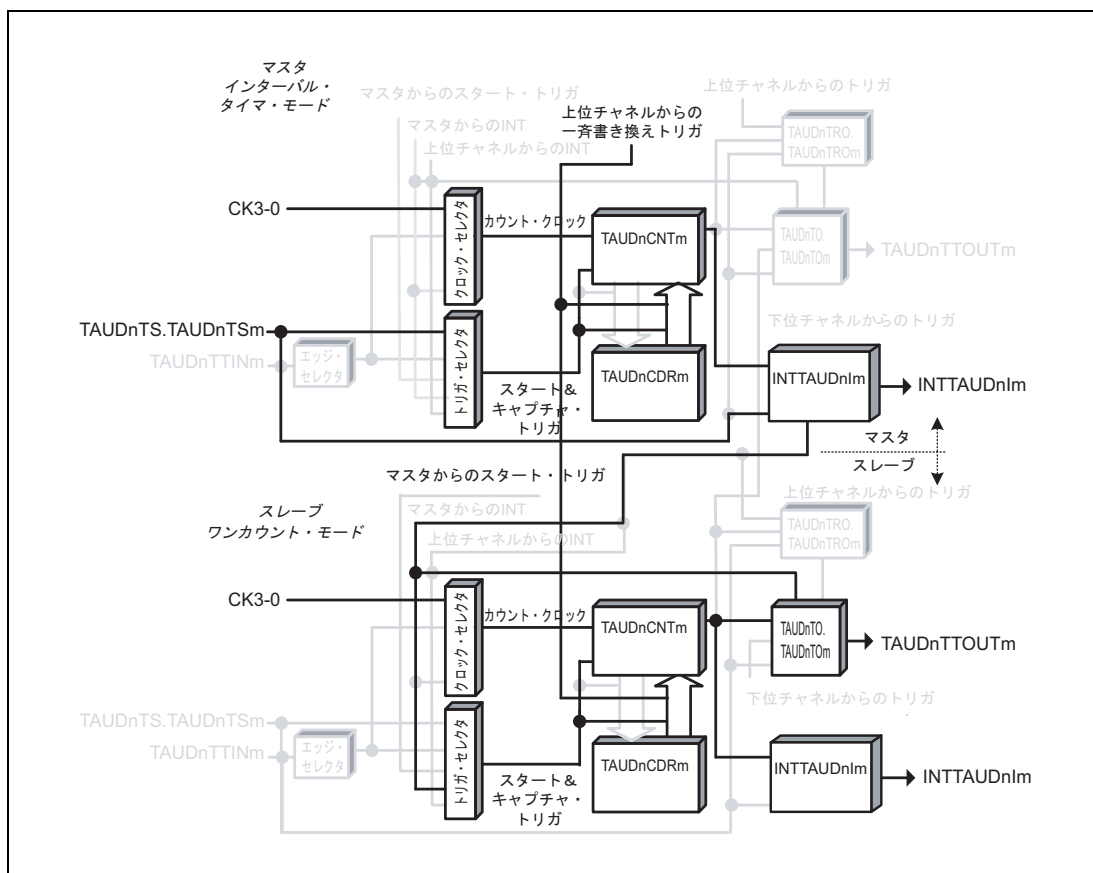 マスタ
インターバル・
タイマ・モード
マスタからのスタート・トリガ
マスタからのINT
上位チャネルからのINT
上位チャネルからの
一斉書き換えトリガ
上位チャネルからのトリガ
TAUDnTRO.
TAUDnTROm
CK3-0
クロック・セレクタ
カウント・クロック
TAUDnCNTm
TAUDnTO.
TAUDnTOm
TAUDnTTOUTm
TAUDnTS.TAUDnTSm
TAUDnTTINm
エッジ・
セレクタ
トリガ・セレクタ
スタート&
キャプチャ・
トリガ
TAUDnCDRm
下位チャネルからのトリガ
INTTAUDnIm
INTTAUDnIm
マスタ
スレーブ
マスタからのスタート・トリガ
スレーブ
ワンカウント・モード
マスタからのINT
上位チャネルからのINT
上位チャネルからのトリガ
TAUDnTRO.
TAUDnTROm
CK3-0
クロック・セレクタ
カウント・クロック
TAUDnCNTm
TAUDnTO.
TAUDnTOm
TAUDnTTOUTm
下位チャネルからのトリガ
TAUDnTS.TAUDnTSm
TAUDnTTINm
エッジ・
セレクタ
トリガ・セレクタ
スタート&
キャプチャ・
トリガ
TAUDnCDRm
INTTAUDnIm
INTTAUDnIm